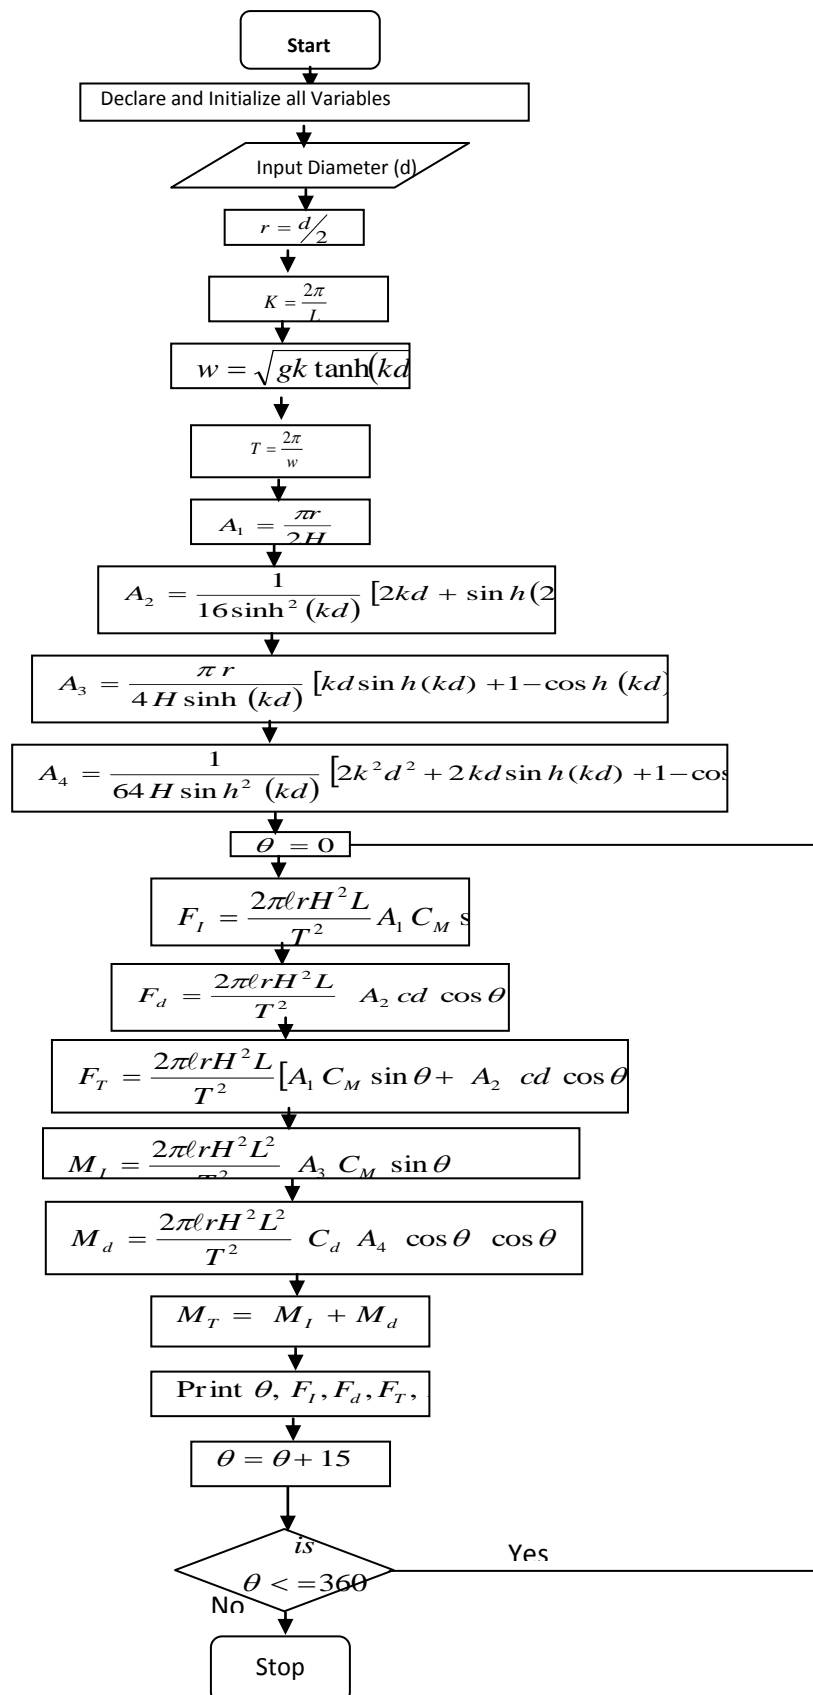 Start
Declare and Initialize all Variables
Input Diameter (d)
r = d/2
K = 2π/L
w = √gk tanh(kd
T = 2π/w
A₁ = πr/2H
A₂ = 1/16 sinh² (kd) [2kd + sin h(2
A₃ = π r/4 H sinh (kd) [kd sin h(kd) +1−cos h (kd)
A₄ = 1/64 H sin h² (kd) [2k²d² + 2kd sin h(kd) +1−cos
θ = 0
F_I = 2πℓrH²L/T² A₁ C_M s
F_d = 2πℓrH²L/T² A₂ cd cos θ
F_T = 2πℓrH²L/T² [A₁ C_M sin θ + A₂ cd cos θ
M_I = 2πℓrH²L²/T² A₃ C_M sin θ
M_d = 2πℓrH²L²/T² C_d A₄ cos θ cos θ
M_T = M_I + M_d
Print θ, F_I, F_d, F_T,
θ = θ + 15
is
θ < = 360
Yes
No
Stop